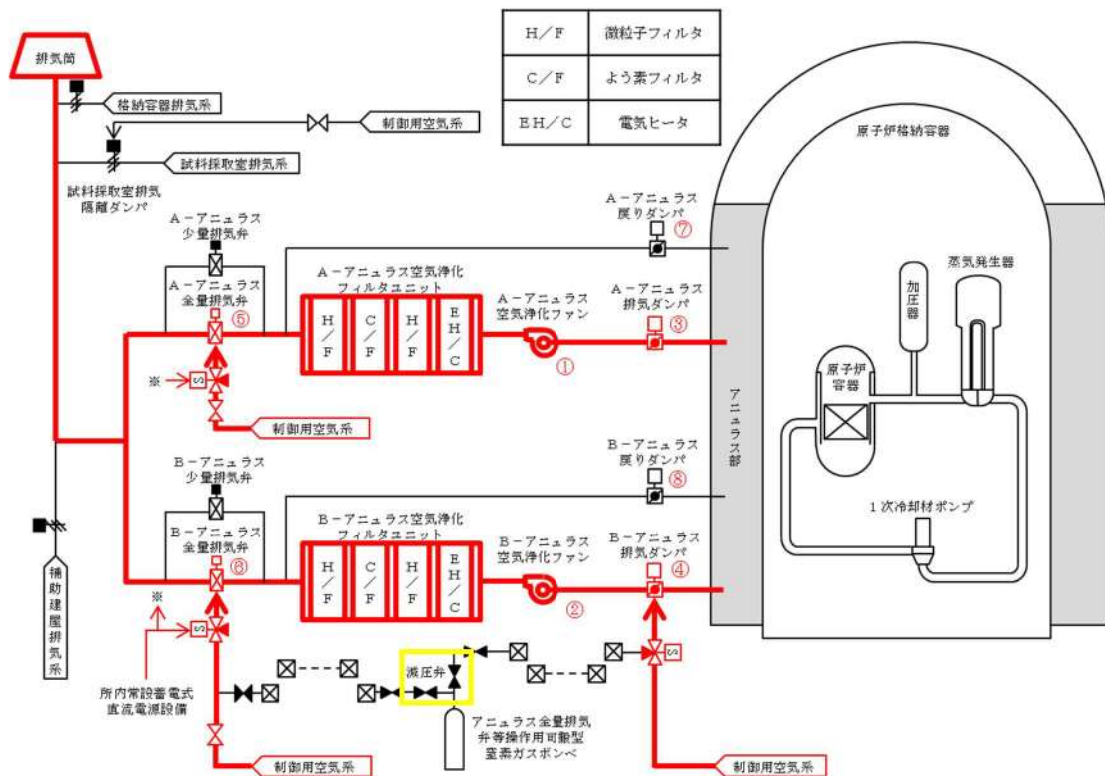 H/F 微粒子フィルタ
C/F よう素フィルタ
EH/C 電気ヒータ
排気筒
格納容器排気系
制御用空気系
試料採取室排気系
試料採取室排気
隔離ダンパ
原子炉格納容器
A-アニュラス
少量排気弁
A-アニュラス
戻りダンパ
⑦
A-アニュラス
全量排気弁
⑤
A-アニュラス空気浄化
フィルタユニット
H/F
C/F
H/F
EH/C
A-アニュラス
空気浄化ファン
①
A-アニュラス
排気ダンパ
③
※
S
制御用空気系
蒸気発生器
加圧器
原子炉
容器
1次冷却材ポンプ
アニュラス部
B-アニュラス
少量排気弁
B-アニュラス
戻りダンパ
⑧
B-アニュラス
全量排気弁
⑥
B-アニュラス空気浄化
フィルタユニット
H/F
C/F
H/F
EH/C
B-アニュラス
空気浄化ファン
②
B-アニュラス
排気ダンパ
④
補助建屋排気系
※
S
S
所内常設蓄電式
直流電源設備
減圧弁
アニュラス全量排気
弁等操作用可搬型
窒素ガスボンベ
制御用空気系
制御用空気系